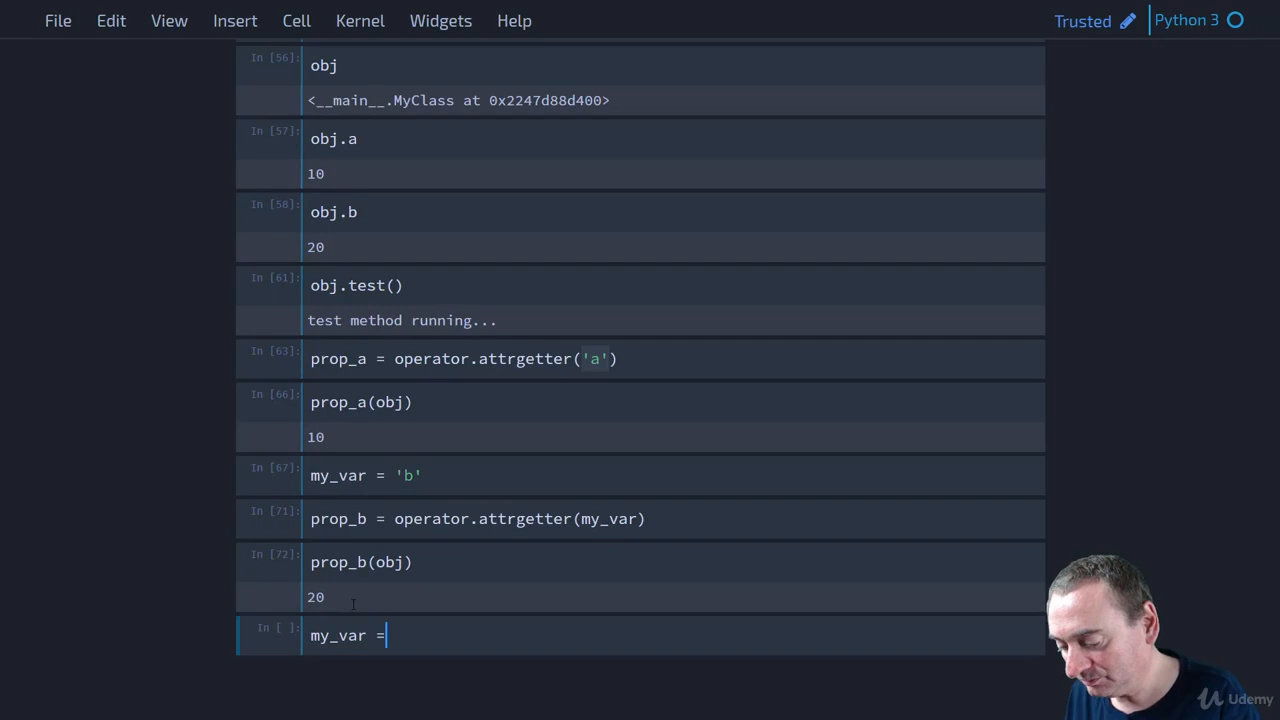 File Edit View Insert Cell Kernel Widgets Help Trusted Python 3
In [56]: obj
<__main__.MyClass at 0x2247d88d400>
In [57]: obj.a
10
In [58]: obj.b
20
In [61]: obj.test()
test method running...
In [63]: prop_a = operator.attrgetter('a')
In [66]: prop_a(obj)
10
In [67]: my_var = 'b'
In [71]: prop_b = operator.attrgetter(my_var)
In [72]: prop_b(obj)
20
In [ ]: my_var =
Udemy